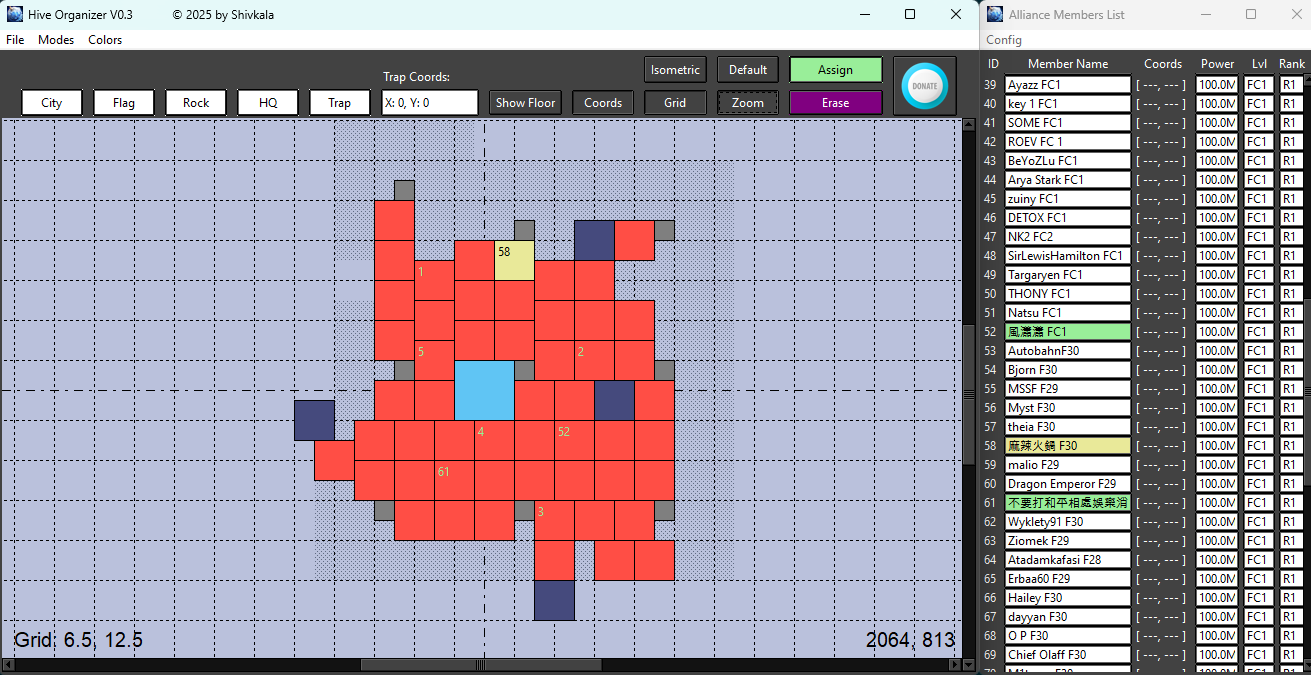 Hive Organizer V0.3 © 2025 by Shivkala
File Modes Colors
Trap Coords:
Isometric Default Assign
DONATE
City Flag Rock HQ Trap X: 0, Y: 0 Show Floor Coords Grid Zoom Erase
58
1
5
2
4
52
61
3
Grid: 6.5, 12.5
2064, 813
Alliance Members List
Config
ID Member Name Coords Power Lvl Rank
39 Ayazz FC1 [ ---, --- ] 100.0M FC1 R1
40 key 1 FC1 [ ---, --- ] 100.0M FC1 R1
41 SOME FC1 [ ---, --- ] 100.0M FC1 R1
42 ROEV FC 1 [ ---, --- ] 100.0M FC1 R1
43 BeYoZLu FC1 [ ---, --- ] 100.0M FC1 R1
44 Arya Stark FC1 [ ---, --- ] 100.0M FC1 R1
45 zuiny FC1 [ ---, --- ] 100.0M FC1 R1
46 DETOX FC1 [ ---, --- ] 100.0M FC1 R1
47 NK2 FC2 [ ---, --- ] 100.0M FC1 R1
48 SirLewisHamilton FC1 [ ---, --- ] 100.0M FC1 R1
49 Targaryen FC1 [ ---, --- ] 100.0M FC1 R1
50 THONY FC1 [ ---, --- ] 100.0M FC1 R1
51 Natsu FC1 [ ---, --- ] 100.0M FC1 R1
52 風瀟瀟 FC1 [ ---, --- ] 100.0M FC1 R1
53 AutobahnF30 [ ---, --- ] 100.0M FC1 R1
54 Bjorn F30 [ ---, --- ] 100.0M FC1 R1
55 MSSF F29 [ ---, --- ] 100.0M FC1 R1
56 Myst F30 [ ---, --- ] 100.0M FC1 R1
57 theia F30 [ ---, --- ] 100.0M FC1 R1
58 麻辣火鍋 F30 [ ---, --- ] 100.0M FC1 R1
59 malio F29 [ ---, --- ] 100.0M FC1 R1
60 Dragon Emperor F29 [ ---, --- ] 100.0M FC1 R1
61 不要打和平相處娛樂消 [ ---, --- ] 100.0M FC1 R1
62 Wyklety91 F30 [ ---, --- ] 100.0M FC1 R1
63 Ziomek F29 [ ---, --- ] 100.0M FC1 R1
64 Atadamkafasi F28 [ ---, --- ] 100.0M FC1 R1
65 Erbaa60 F29 [ ---, --- ] 100.0M FC1 R1
66 Hailey F30 [ ---, --- ] 100.0M FC1 R1
67 dayyan F30 [ ---, --- ] 100.0M FC1 R1
68 O P F30 [ ---, --- ] 100.0M FC1 R1
69 Chief Olaff F30 [ ---, --- ] 100.0M FC1 R1